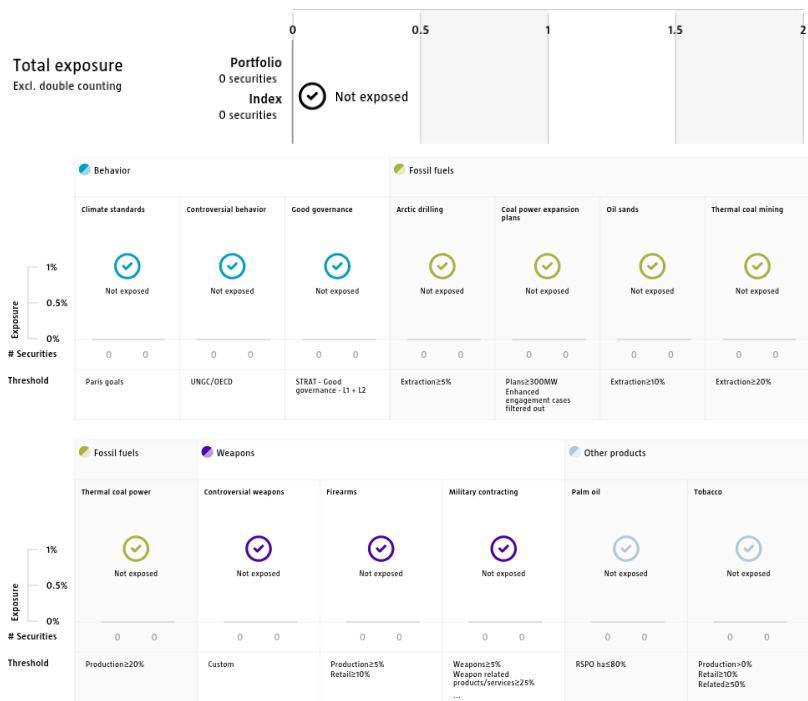 0 0.5 1 1.5 2
Total exposure
Excl. double counting
Portfolio
0 securities
Index
0 securities
Not exposed
Behavior
Fossil fuels
Climate standards
Controversial behavior
Good governance
Arctic drilling
Coal power expansion
plans
Oil sands
Thermal coal mining
Exposure
1%
0.5%
0%
Not exposed
Not exposed
Not exposed
Not exposed
Not exposed
Not exposed
Not exposed
# Securities
0 0 0 0 0 0 0 0 0 0 0 0 0 0
Threshold
Paris goals
UNGC/OECD
STRAT - Good
governance - L1 + L2
Extraction≥5%
Plans≥300MW
Enhanced
engagement cases
filtered out
Extraction≥10%
Extraction≥20%
Fossil fuels
Weapons
Other products
Thermal coal power
Controversial weapons
Firearms
Military contracting
Palm oil
Tobacco
Exposure
1%
0.5%
0%
Not exposed
Not exposed
Not exposed
Not exposed
Not exposed
Not exposed
# Securities
0 0 0 0 0 0 0 0 0 0 0 0
Threshold
Production≥20%
Custom
Production≥5%
Retail≥10%
Weapons≥5%
Weapon related
products/services≥25%
...
RSPO ha≤80%
Production>0%
Retail≥10%
Related≥50%